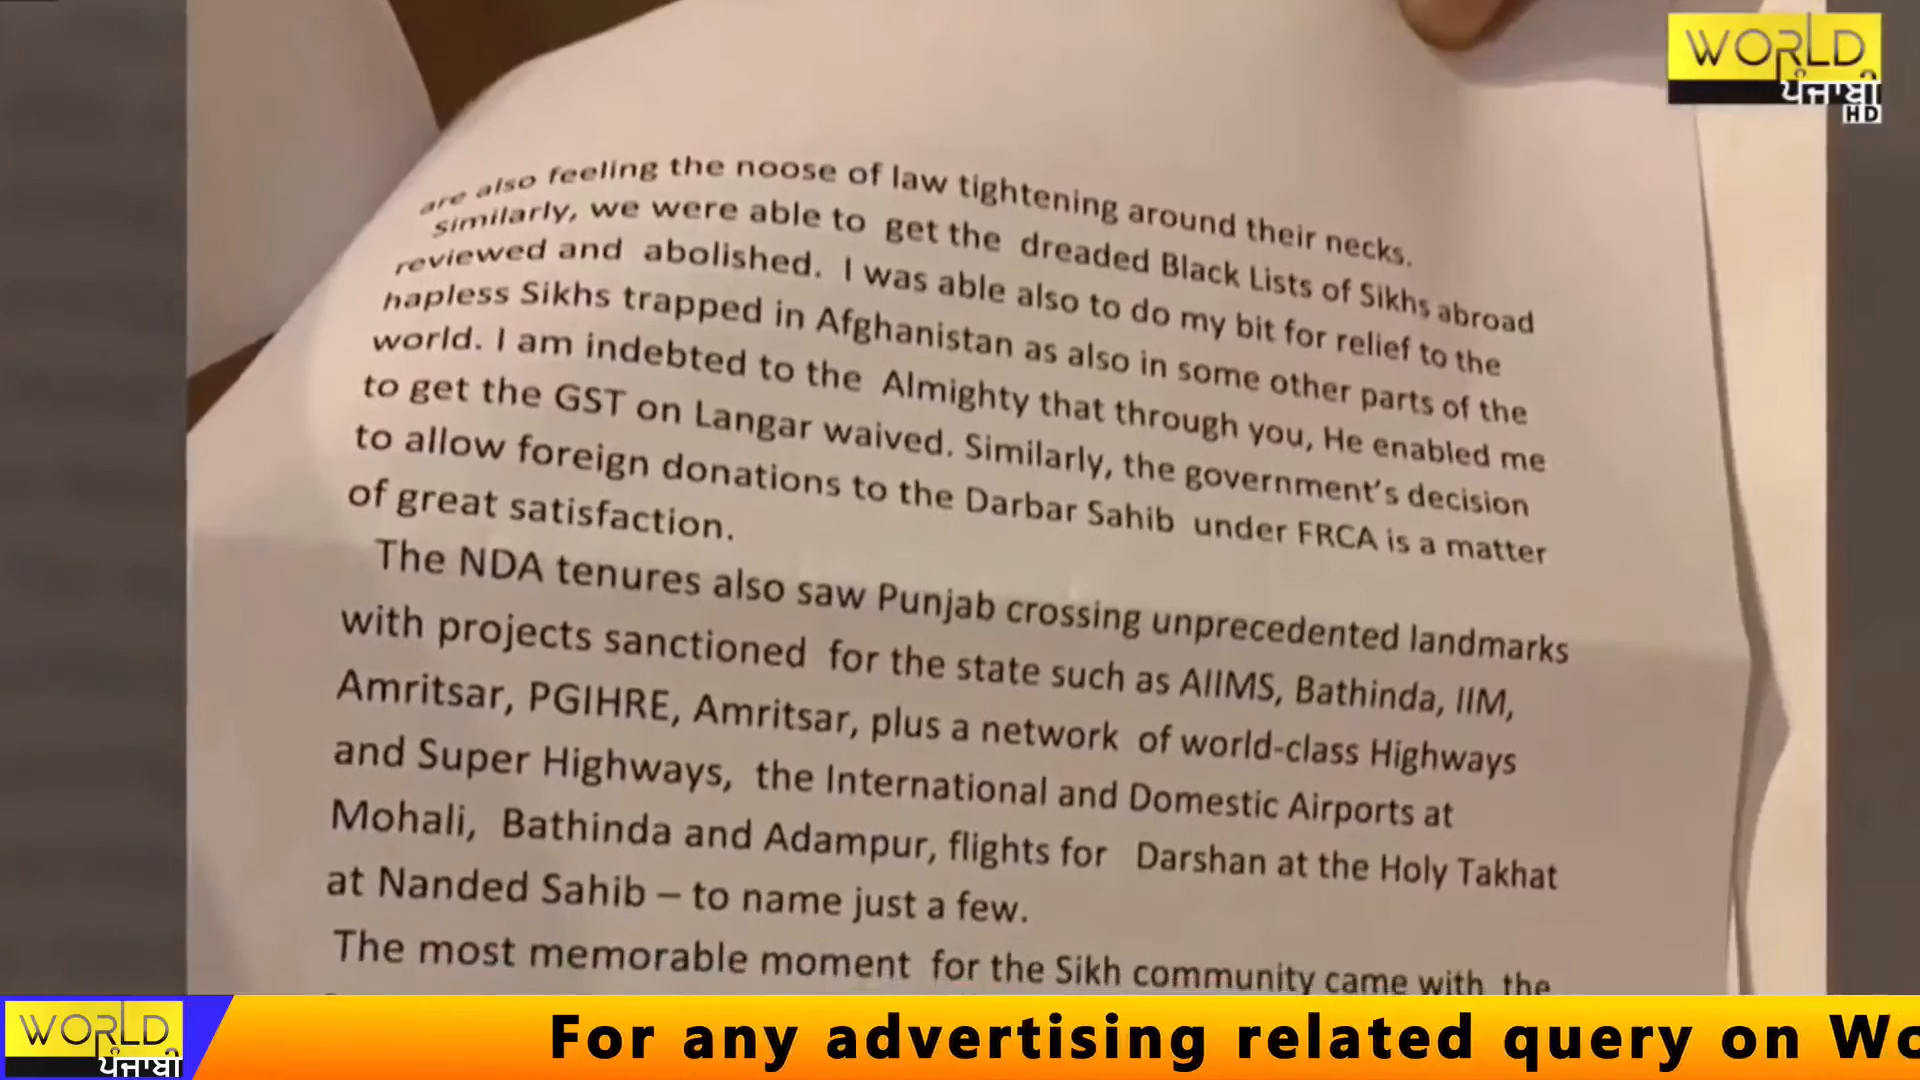 WORLD
ਪੰਜਾਬੀ
HD
are also feeling the noose of law tightening around their necks.
similarly, we were able to get the dreaded Black Lists of Sikhs abroad
reviewed and abolished. I was able also to do my bit for relief to the
hapless Sikhs trapped in Afghanistan as also in some other parts of the
world. I am indebted to the Almighty that through you, He enabled me
to get the GST on Langar waived. Similarly, the government's decision
to allow foreign donations to the Darbar Sahib under FRCA is a matter
of great satisfaction.
The NDA tenures also saw Punjab crossing unprecedented landmarks
with projects sanctioned for the state such as AIIMS, Bathinda, IIM,
Amritsar, PGIHRE, Amritsar, plus a network of world-class Highways
and Super Highways, the International and Domestic Airports at
Mohali, Bathinda and Adampur, flights for Darshan at the Holy Takhat
at Nanded Sahib – to name just a few.
The most memorable moment for the Sikh community came with the
WORLD
ਪੰਜਾਬੀ
For any advertising related query on Wo